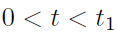 0 < t < t₁